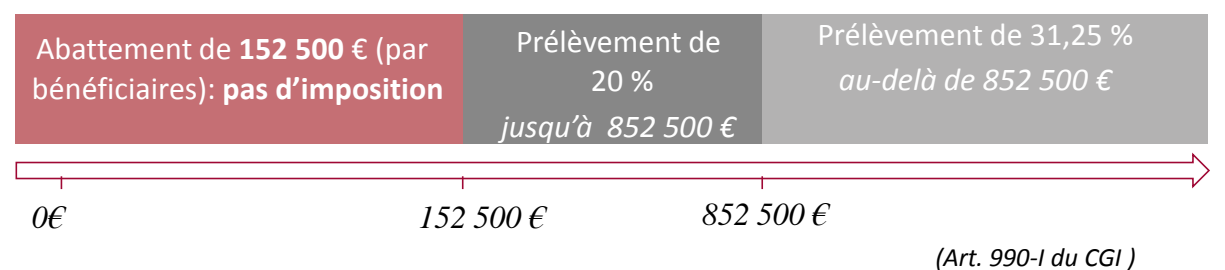 Abattement de 152 500 € (par
bénéficiaires): pas d’imposition
Prélèvement de
20 %
jusqu’à 852 500 €
Prélèvement de 31,25 %
au-delà de 852 500 €
0€
152 500 €
852 500 €
(Art. 990-I du CGI )